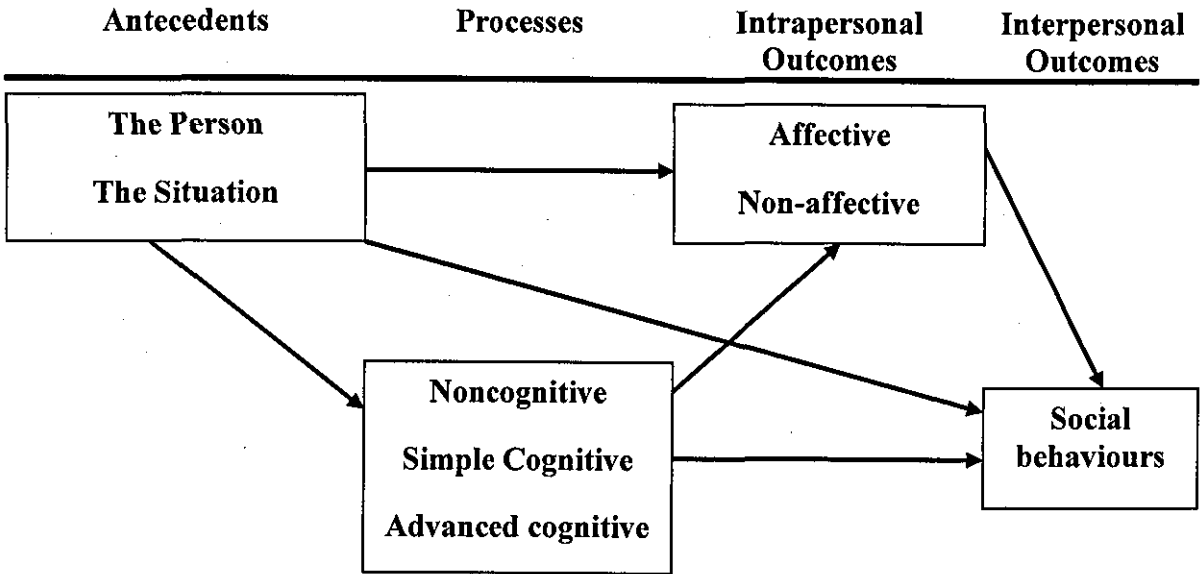 Antecedents
Processes
Intrapersonal
Outcomes
Interpersonal
Outcomes
The Person
The Situation
Affective
Non-affective
Noncognitive
Simple Cognitive
Advanced cognitive
Social
behaviours